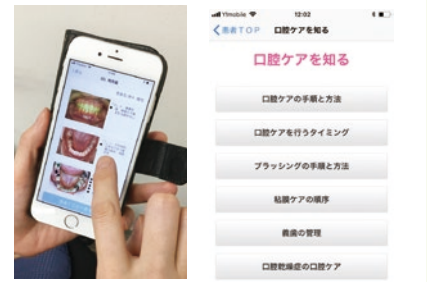 Y!mobile 12:02
患者TOP 口腔ケアを知る
口腔ケアを知る
口腔ケアの手順と方法
口腔ケアを行うタイミング
ブラッシングの手順と方法
粘膜ケアの順序
義歯の管理
口腔乾燥症の口腔ケア